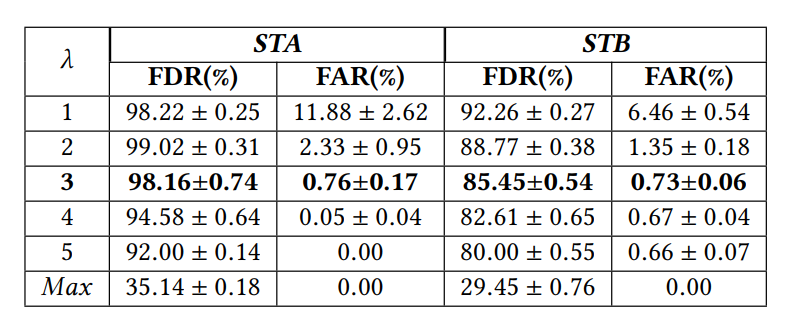 λ STA STB
FDR(%) FAR(%) FDR(%) FAR(%)
1 98.22 ± 0.25 11.88 ± 2.62 92.26 ± 0.27 6.46 ± 0.54
2 99.02 ± 0.31 2.33 ± 0.95 88.77 ± 0.38 1.35 ± 0.18
3 98.16±0.74 0.76±0.17 85.45±0.54 0.73±0.06
4 94.58 ± 0.64 0.05 ± 0.04 82.61 ± 0.65 0.67 ± 0.04
5 92.00 ± 0.14 0.00 80.00 ± 0.55 0.66 ± 0.07
Max 35.14 ± 0.18 0.00 29.45 ± 0.76 0.00